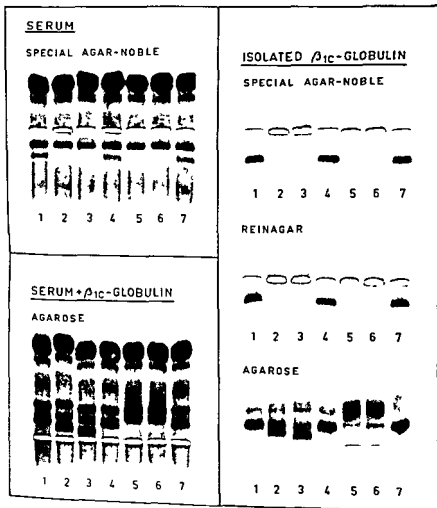 SERUM
SPECIAL AGAR-NOBLE
1 2 3 4 5 6 7
SERUM+β1C-GLOBULIN
AGAROSE
1 2 3 4 5 6 7
ISOLATED β1C-GLOBULIN
SPECIAL AGAR-NOBLE
1 2 3 4 5 6 7
REINAGAR
1 2 3 4 5 6 7
AGAROSE
1 2 3 4 5 6 7